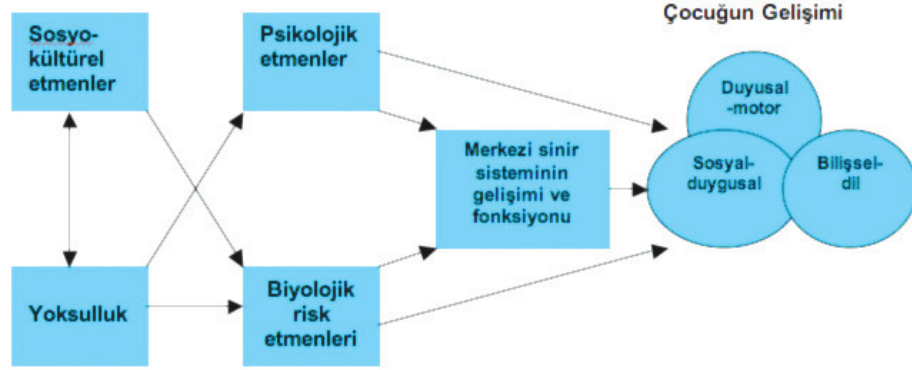 Çocuğun Gelişimi
Sosyo-
kültürel
etmenler
Psikolojik
etmenler
Duyusal
-motor
Merkezi sinir
sisteminin
gelişimi ve
fonksiyonu
Sosyal-
duygusal
Bilişsel-
dil
Yoksulluk
Biyolojik
risk
etmenleri